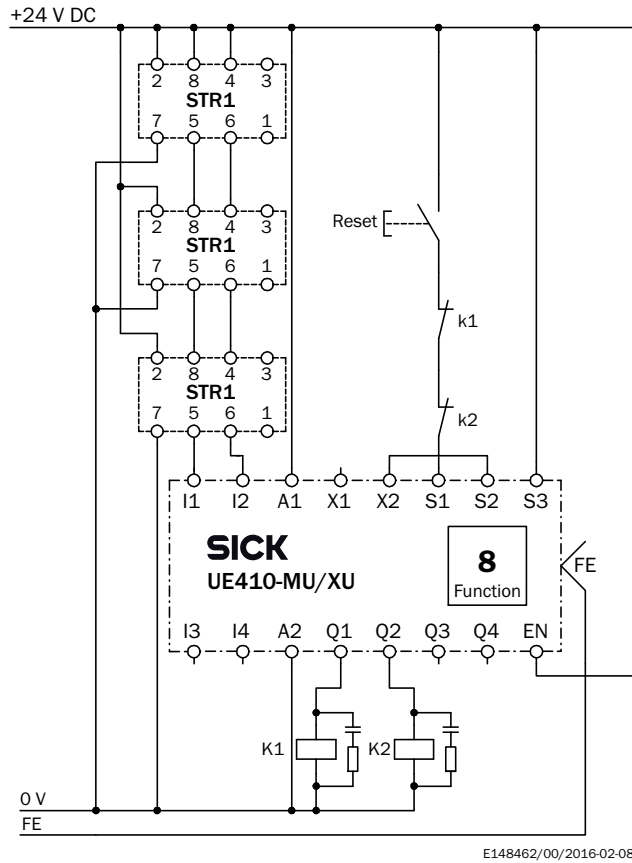 +24 V DC
2 8 4 3
STR1
7 5 6 1
2 8 4 3
STR1
7 5 6 1
2 8 4 3
STR1
7 5 6 1
Reset
k1
k2
I1 I2 A1 X1 X2 S1 S2 S3
SICK
UE410-MU/XU
8
Function
FE
I3 I4 A2 Q1 Q2 Q3 Q4 EN
K1 K2
0 V
FE
E148462/00/2016-02-08